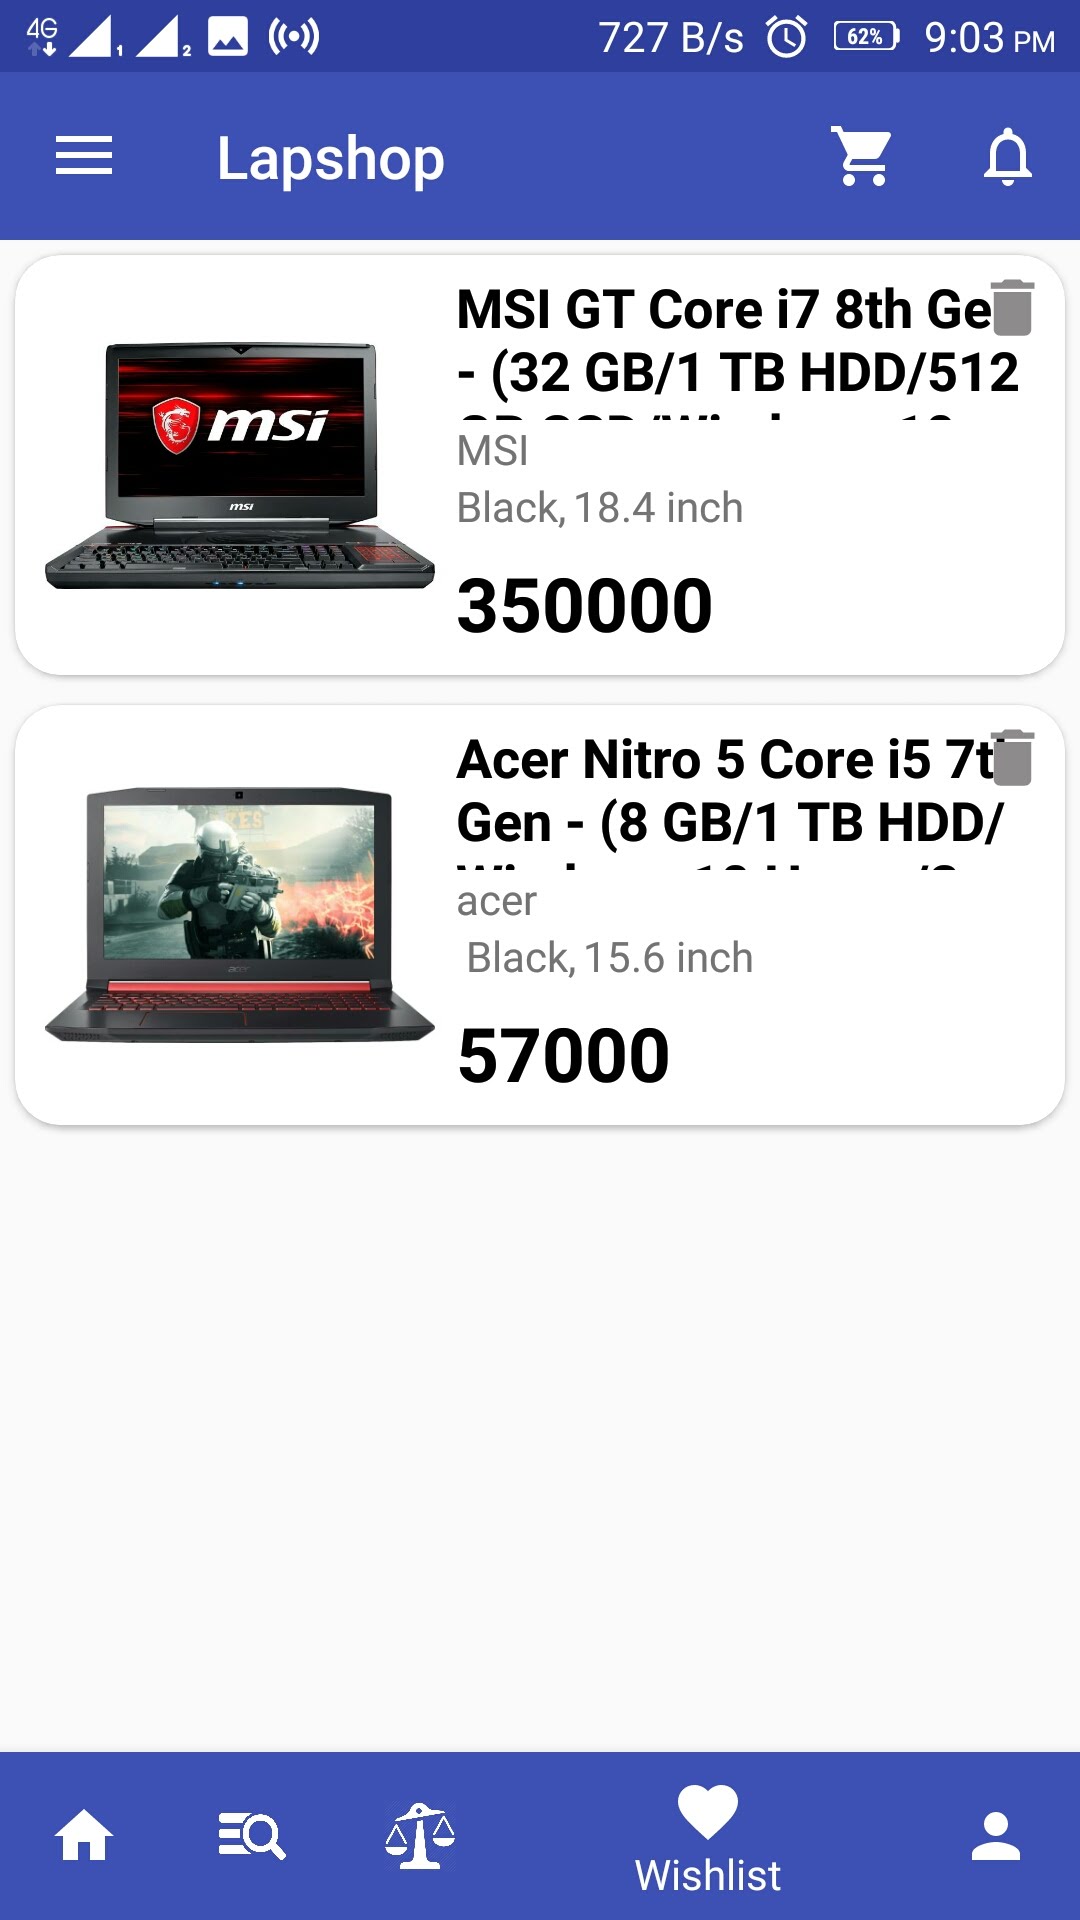 4G 1 2 727 B/s 62% 9:03 PM
Lapshop
MSI GT Core i7 8th Ge
- (32 GB/1 TB HDD/512
MSI
Black, 18.4 inch
350000
msi
msi
Acer Nitro 5 Core i5 7t
Gen - (8 GB/1 TB HDD/
acer
Black, 15.6 inch
57000
acer
Wishlist